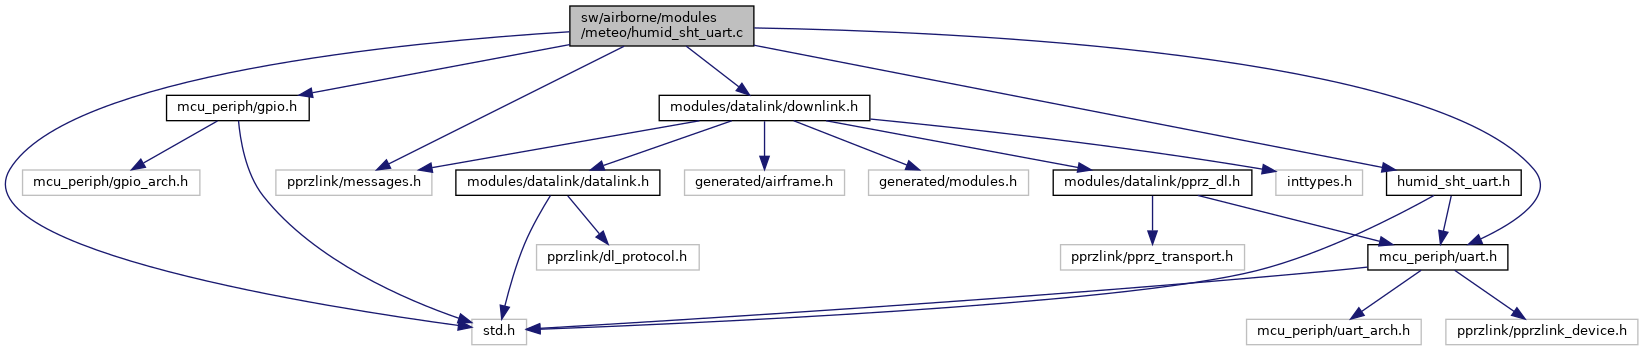 sw/airborne/modules
/meteo/humid_sht_uart.c
mcu_periph/gpio.h
modules/datalink/downlink.h
mcu_periph/gpio_arch.h
pprzlink/messages.h
modules/datalink/datalink.h
generated/airframe.h
generated/modules.h
modules/datalink/pprz_dl.h
inttypes.h
humid_sht_uart.h
pprzlink/dl_protocol.h
pprzlink/pprz_transport.h
mcu_periph/uart.h
std.h
mcu_periph/uart_arch.h
pprzlink/pprzlink_device.h